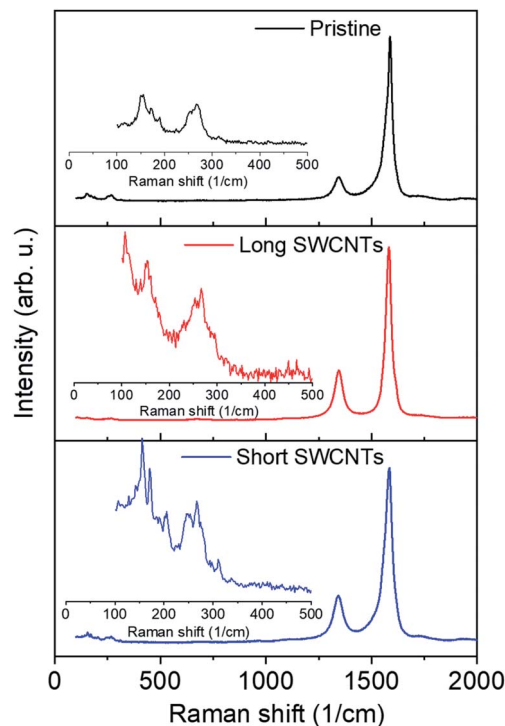 Pristine
0 100 200 300 400 500
Raman shift (1/cm)
Long SWCNTs
0 100 200 300 400 500
Raman shift (1/cm)
Short SWCNTs
0 100 200 300 400 500
Raman shift (1/cm)
Intensity (arb. u.)
0 500 1000 1500 2000
Raman shift (1/cm)